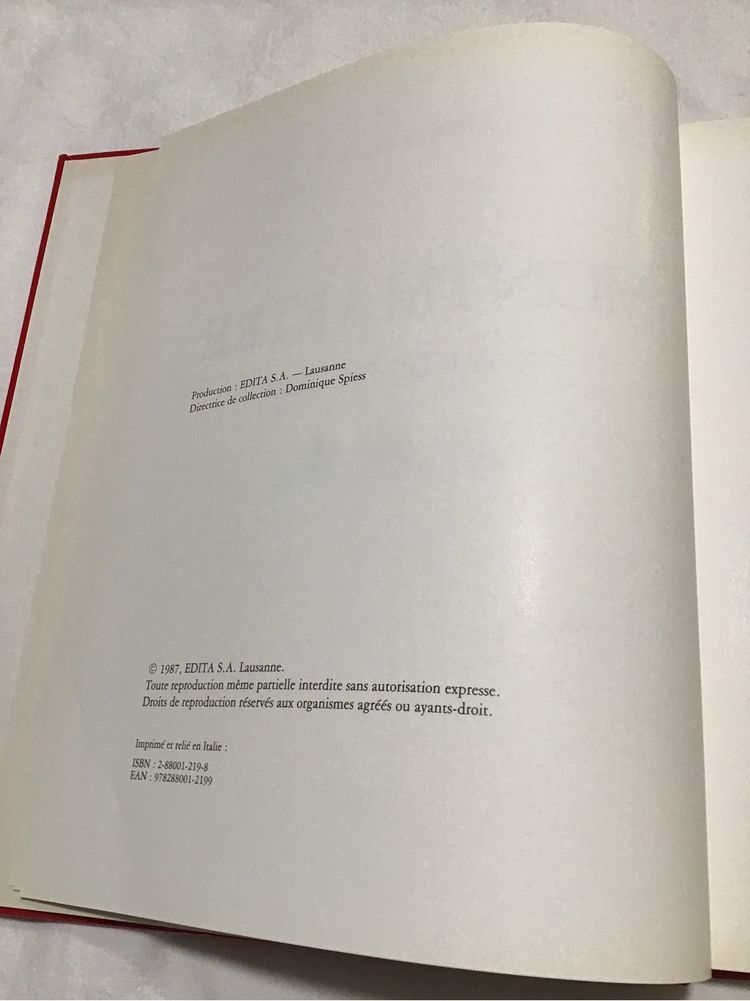 Production : EDITA S.A. — Lausanne
Directrice de collection : Dominique Spiess
© 1987, EDITA S.A. Lausanne.
Toute reproduction même partielle interdite sans autorisation expresse.
Droits de reproduction réservés aux organismes agréés ou ayants-droit.
Imprimé et relié en Italie :
ISBN : 2-88001-219-8
EAN : 978288001-2199